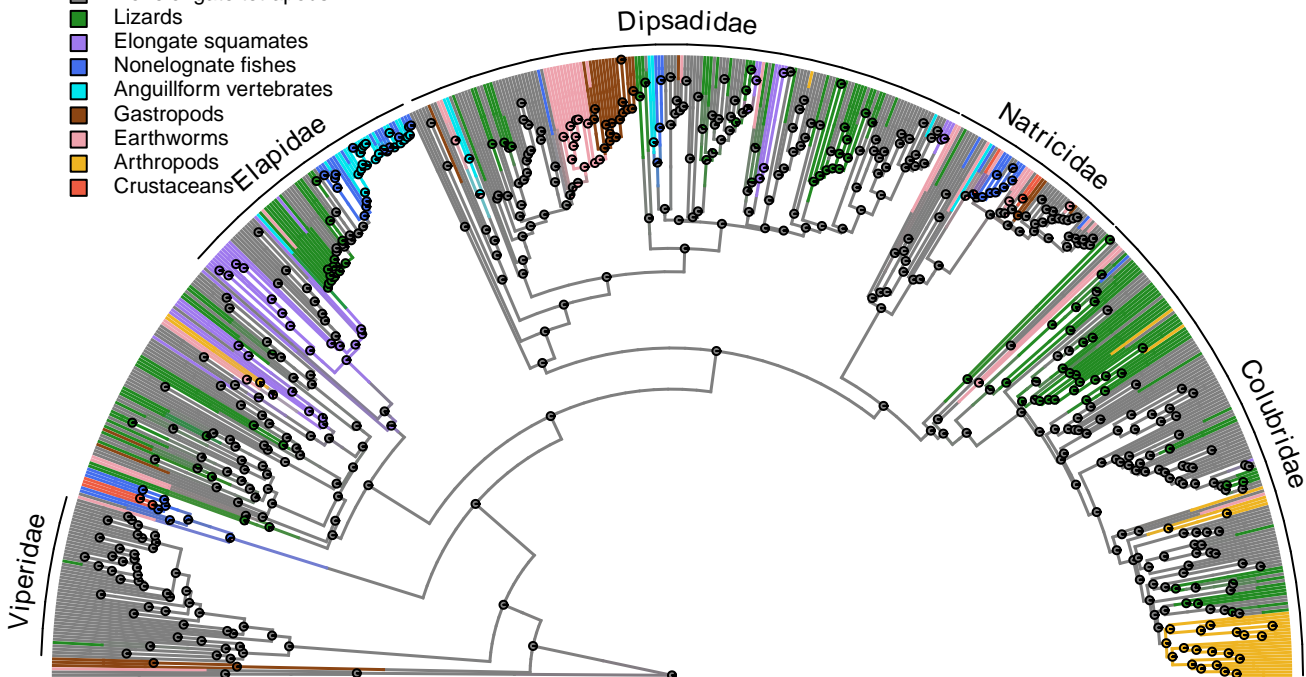 Lizards
Elongate squamates
Nonelognate fishes
Anguillform vertebrates
Gastropods
Earthworms
Arthropods
Crustaceans
Viperidae
Elapidae
Dipsadidae
Natricidae
Colubridae